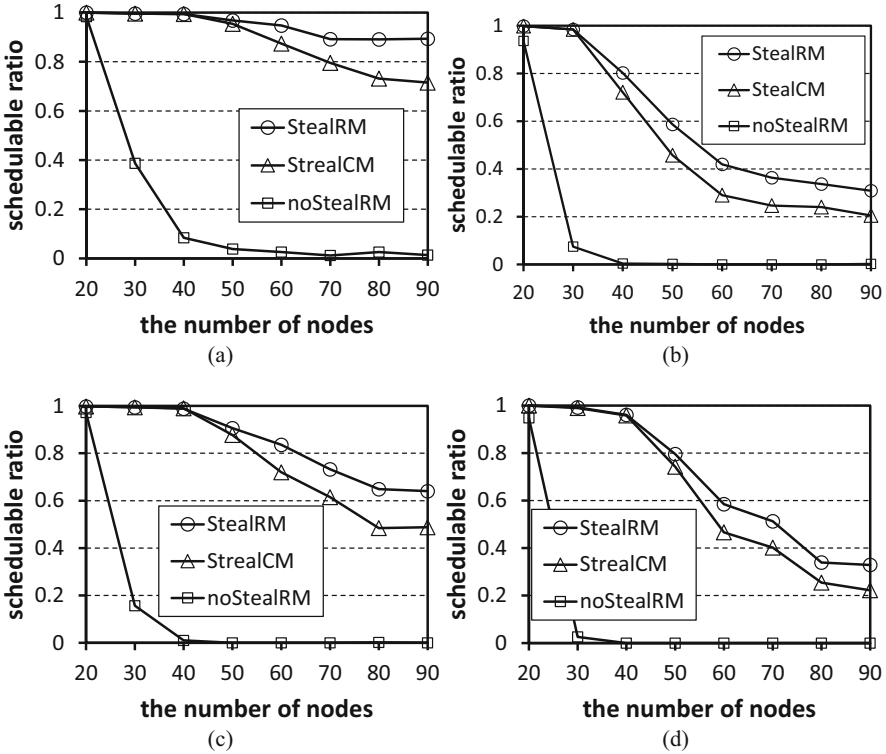 1
0.8
0.6
0.4
0.2
0
schedulable ratio
StealRM
StrealCM
noStealRM
20 30 40 50 60 70 80 90
the number of nodes
(a)
1
0.8
0.6
0.4
0.2
0
schedulable ratio
StealRM
StealCM
noStealRM
20 30 40 50 60 70 80 90
the number of nodes
(b)
1
0.8
0.6
0.4
0.2
0
schedulable ratio
StealRM
StrealCM
noStealRM
20 30 40 50 60 70 80 90
the number of nodes
(c)
1
0.8
0.6
0.4
0.2
0
schedulable ratio
StealRM
StrealCM
noStealRM
20 30 40 50 60 70 80 90
the number of nodes
(d)